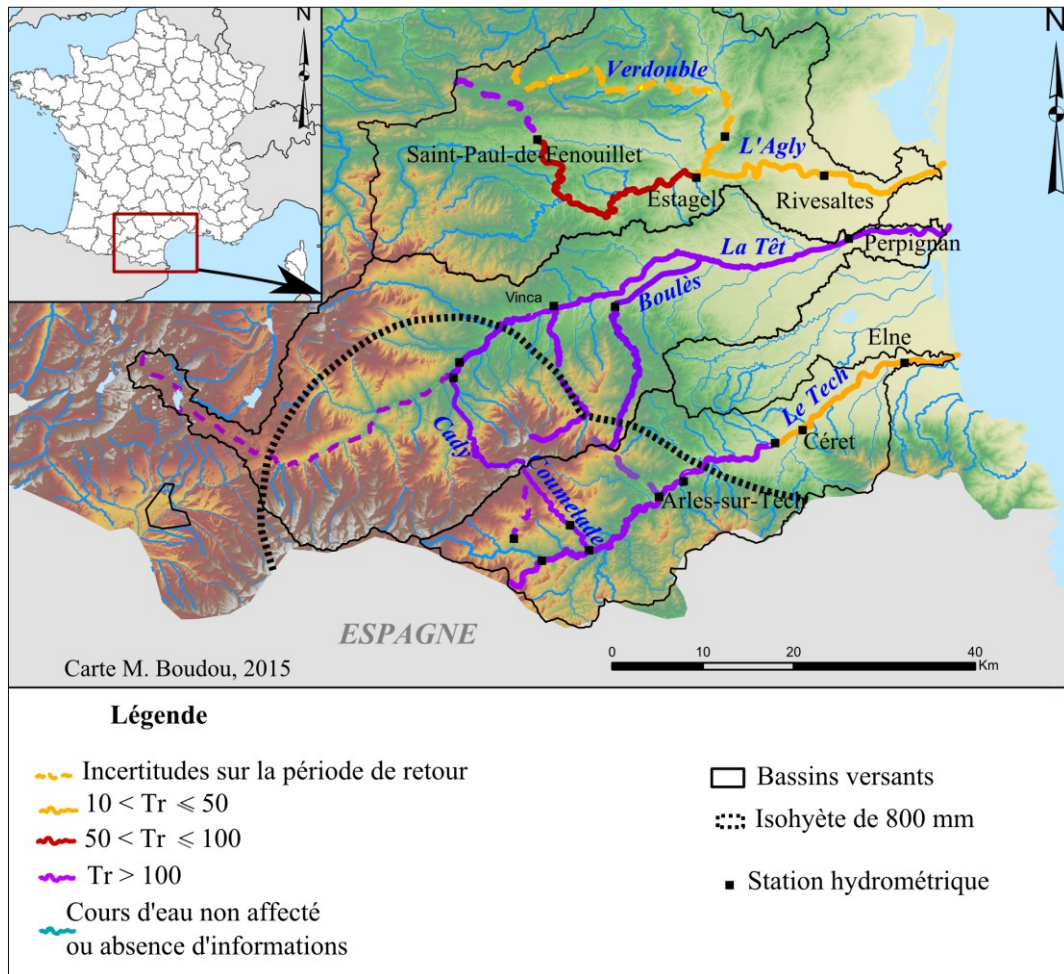 N
N
Verdouble
Saint-Paul-de-Fenouillet
L'Agly
Estagel
Rivesaltes
La Têt
Perpignan
Vinca
Boulès
Elne
Le Tech
Céret
Cady
Coumelade
Arles-sur-Tech
ESPAGNE
Carte M. Boudou, 2015
0 10 20 40
Km
Légende
Incertitudes sur la période de retour
10 < Tr ⩽ 50
50 < Tr ⩽ 100
Tr > 100
Cours d'eau non affecté
ou absence d'informations
Bassins versants
Isohyète de 800 mm
Station hydrométrique